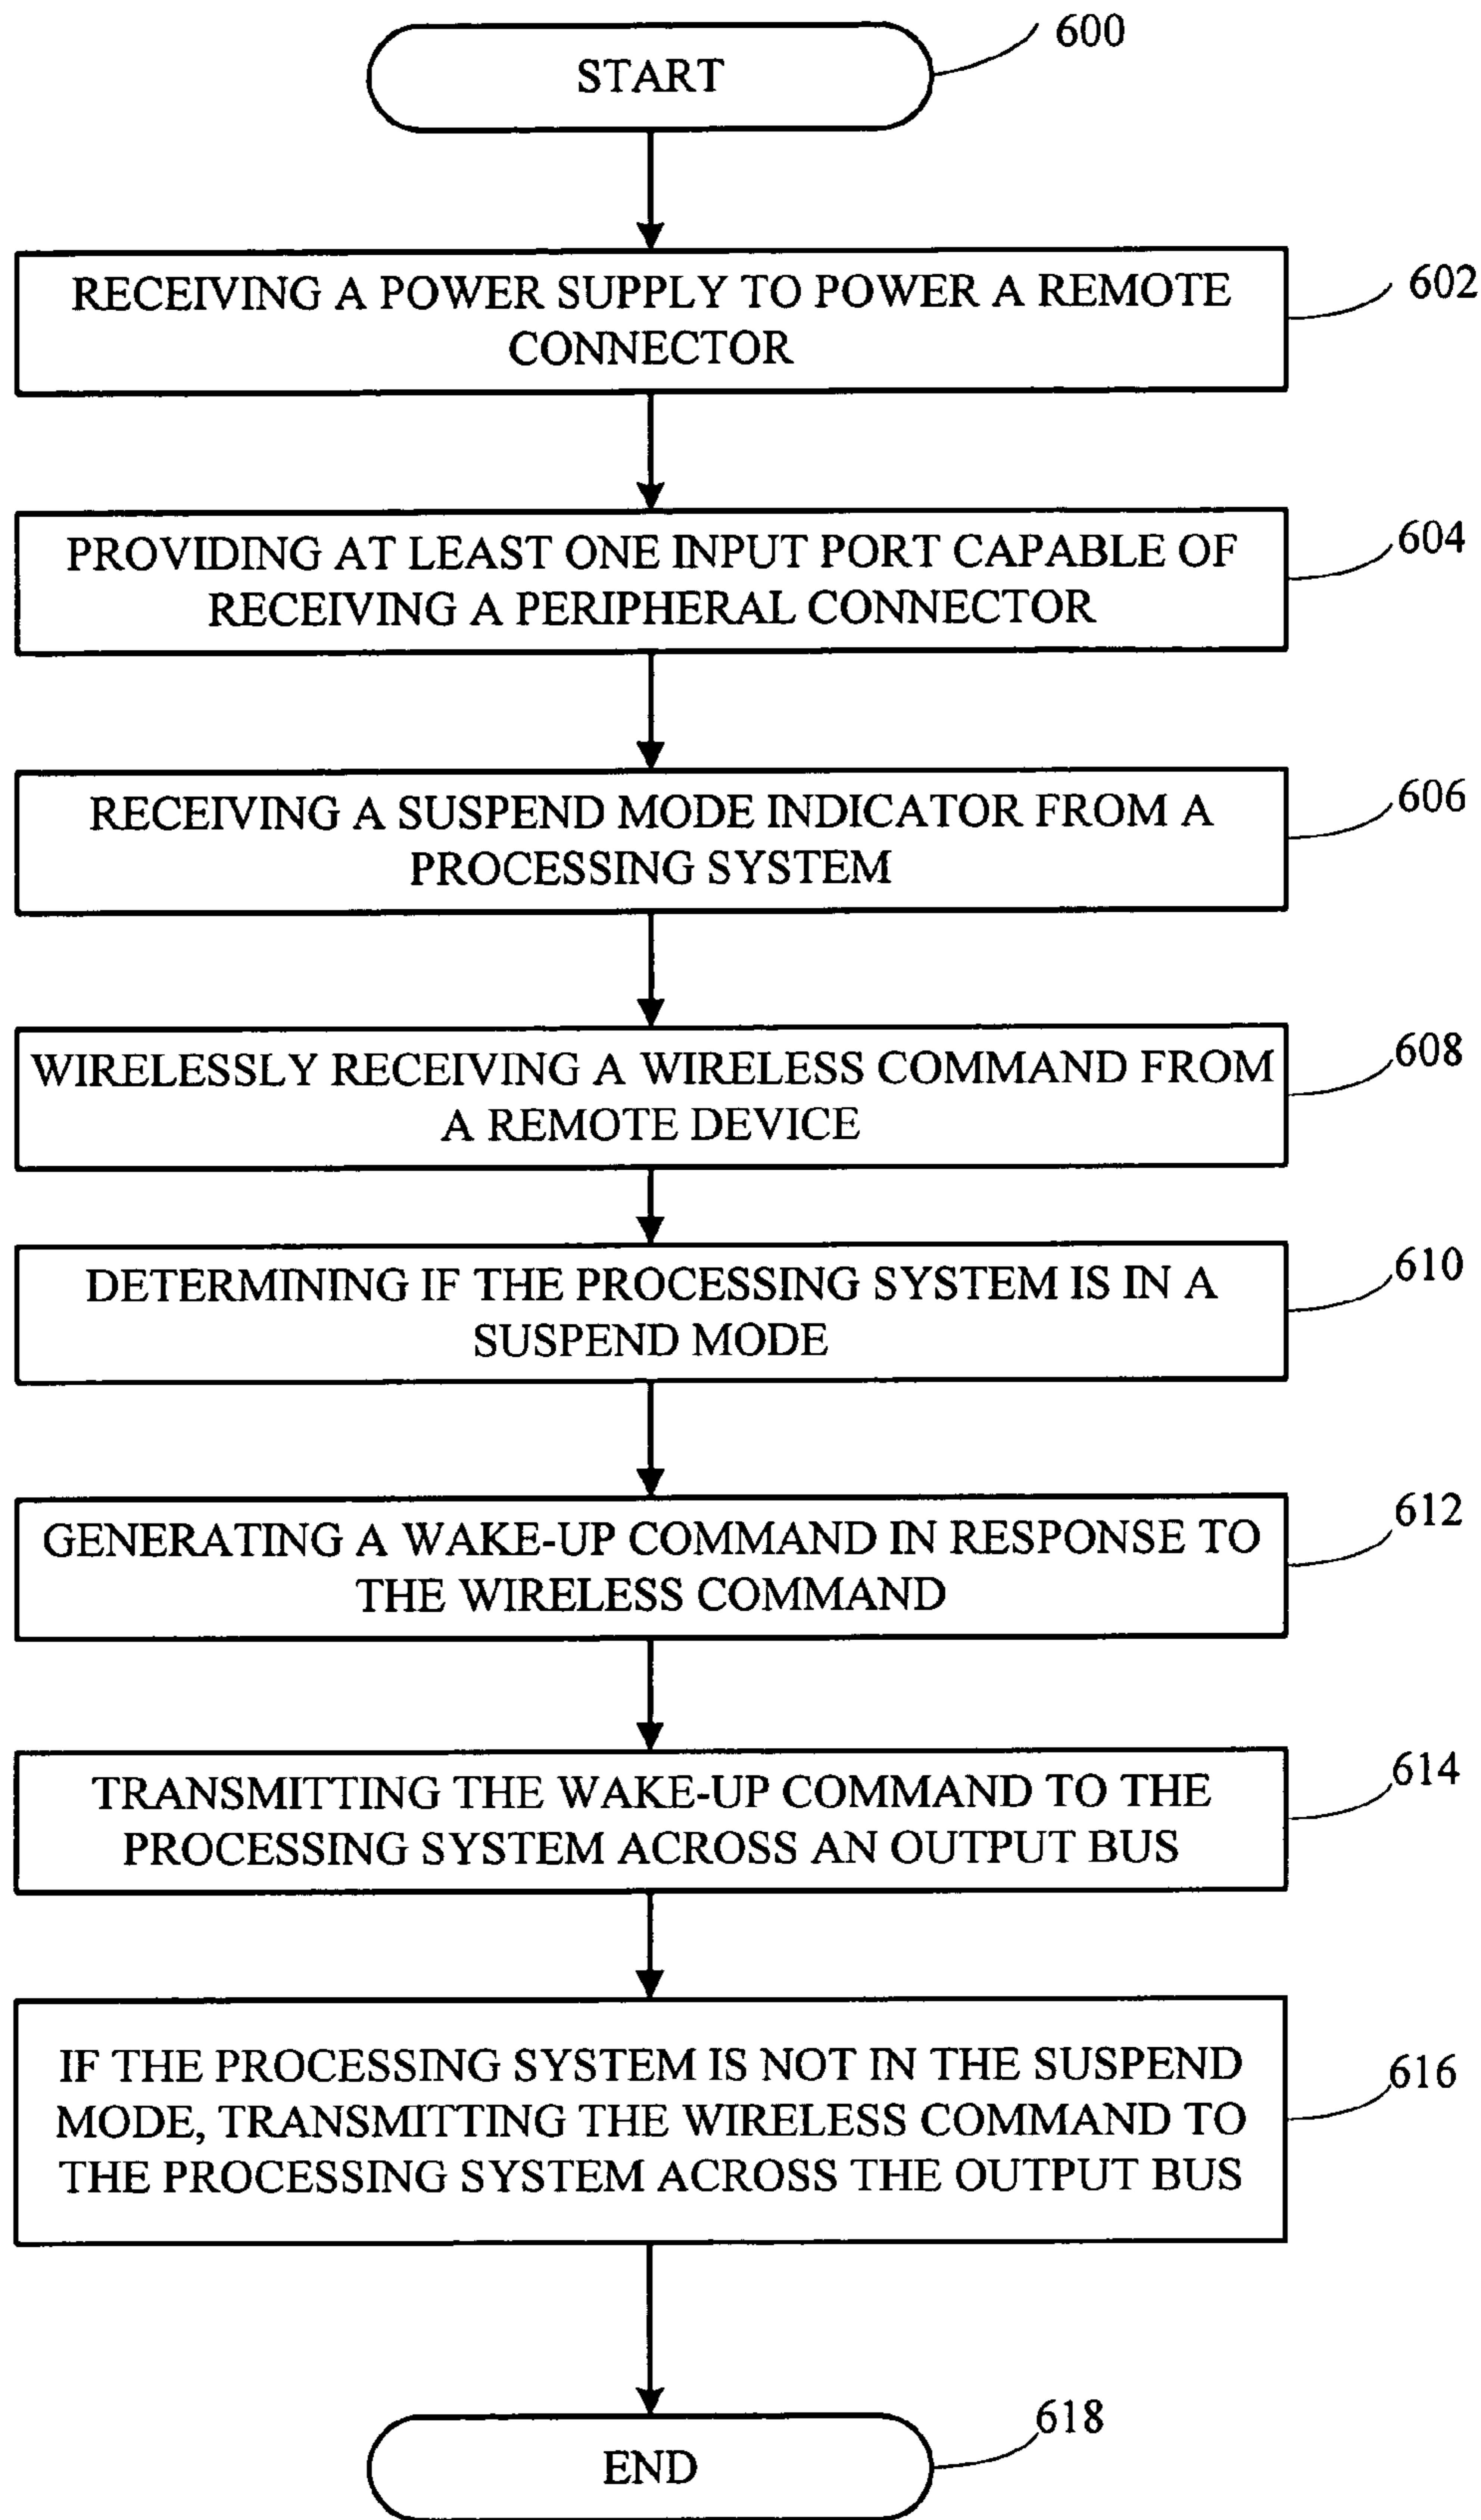 START
600
RECEIVING A POWER SUPPLY TO POWER A REMOTE
CONNECTOR
602
PROVIDING AT LEAST ONE INPUT PORT CAPABLE OF
RECEIVING A PERIPHERAL CONNECTOR
604
RECEIVING A SUSPEND MODE INDICATOR FROM A
PROCESSING SYSTEM
606
WIRELESSLY RECEIVING A WIRELESS COMMAND FROM
A REMOTE DEVICE
608
DETERMINING IF THE PROCESSING SYSTEM IS IN A
SUSPEND MODE
610
GENERATING A WAKE-UP COMMAND IN RESPONSE TO
THE WIRELESS COMMAND
612
TRANSMITTING THE WAKE-UP COMMAND TO THE
PROCESSING SYSTEM ACROSS AN OUTPUT BUS
614
IF THE PROCESSING SYSTEM IS NOT IN THE SUSPEND
MODE, TRANSMITTING THE WIRELESS COMMAND TO
THE PROCESSING SYSTEM ACROSS THE OUTPUT BUS
616
END
618